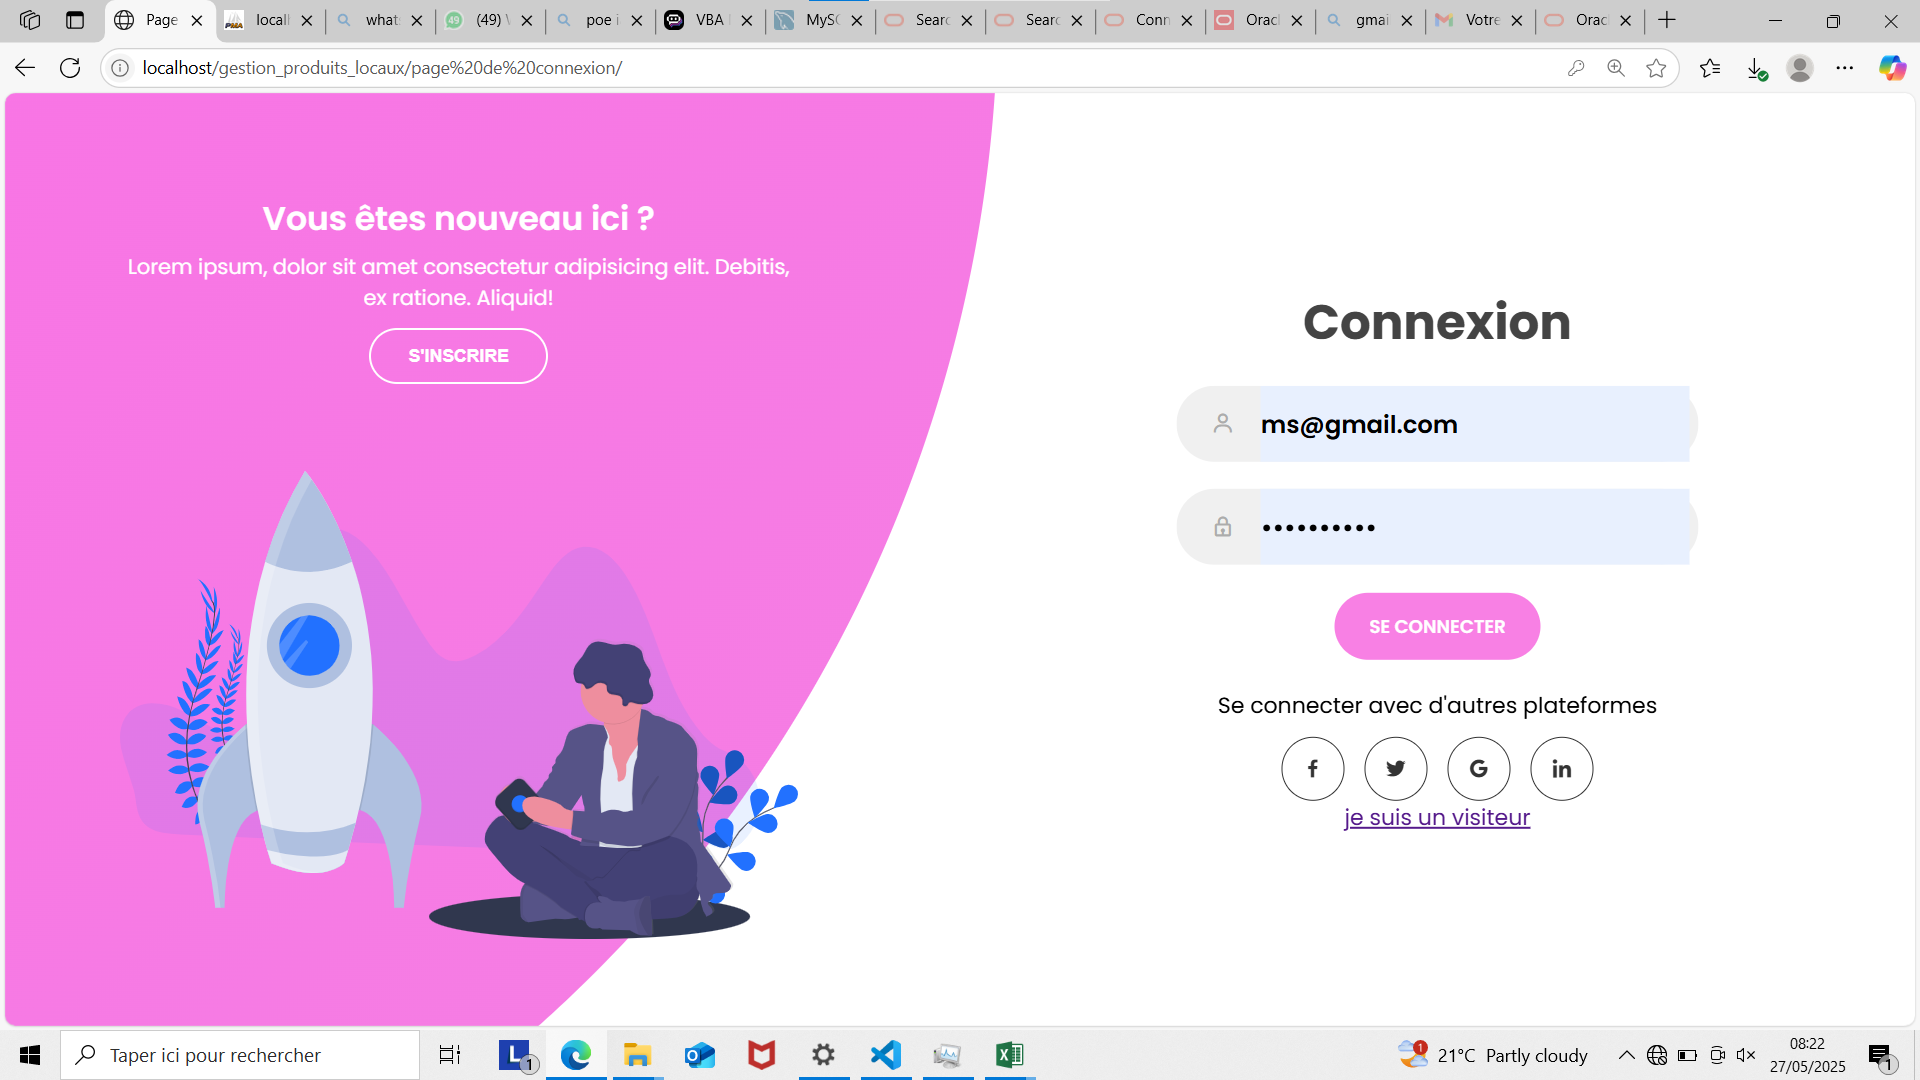 Page
locall
what
(49) V
poe i
VBA
MySC
Searc
Searc
Conn
Oracl
gmai
Votre
Orac
localhost/gestion_produits_locaux/page%20de%20connexion/
Vous êtes nouveau ici ?
Lorem ipsum, dolor sit amet consectetur adipisicing elit. Debitis,
ex ratione. Aliquid!
S'INSCRIRE
Connexion
ms@gmail.com
SE CONNECTER
Se connecter avec d'autres plateformes
je suis un visiteur
Taper ici pour rechercher
21°C Partly cloudy
08:22
27/05/2025